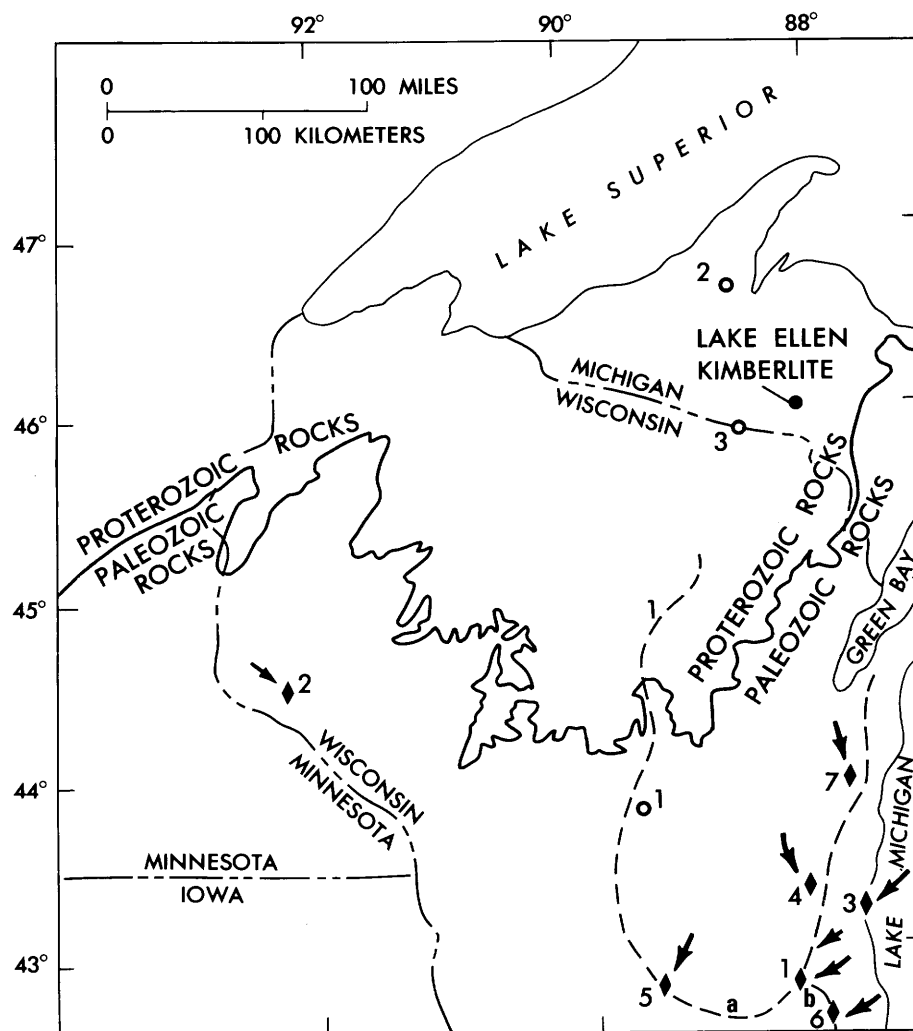 92° 90° 88°
0 100 MILES
0 100 KILOMETERS
LAKE SUPERIOR
47°
2
LAKE ELLEN
KIMBERLITE
MICHIGAN
WISCONSIN
3
46°
PROTEROZOIC ROCKS
PALEOZOIC
ROCKS
PROTEROZOIC ROCKS
PALEOZOIC ROCKS
GREEN BAY
45°
1
2
WISCONSIN
MINNESOTA
44°
1
7
LAKE MICHIGAN
MINNESOTA
IOWA
4
3
43°
5
a
1
b
6